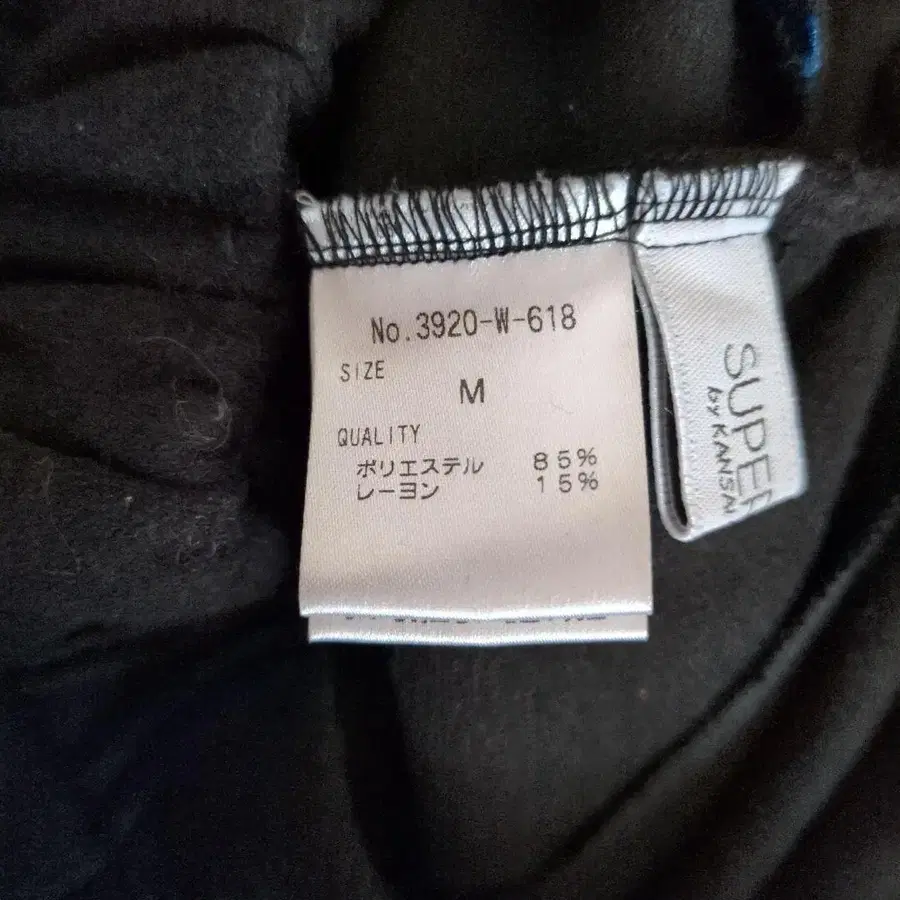 No.3920-W-618
SIZE
M
QUALITY
ポリエステル 85%
レーヨン 15%
SUPER
by KANSAI